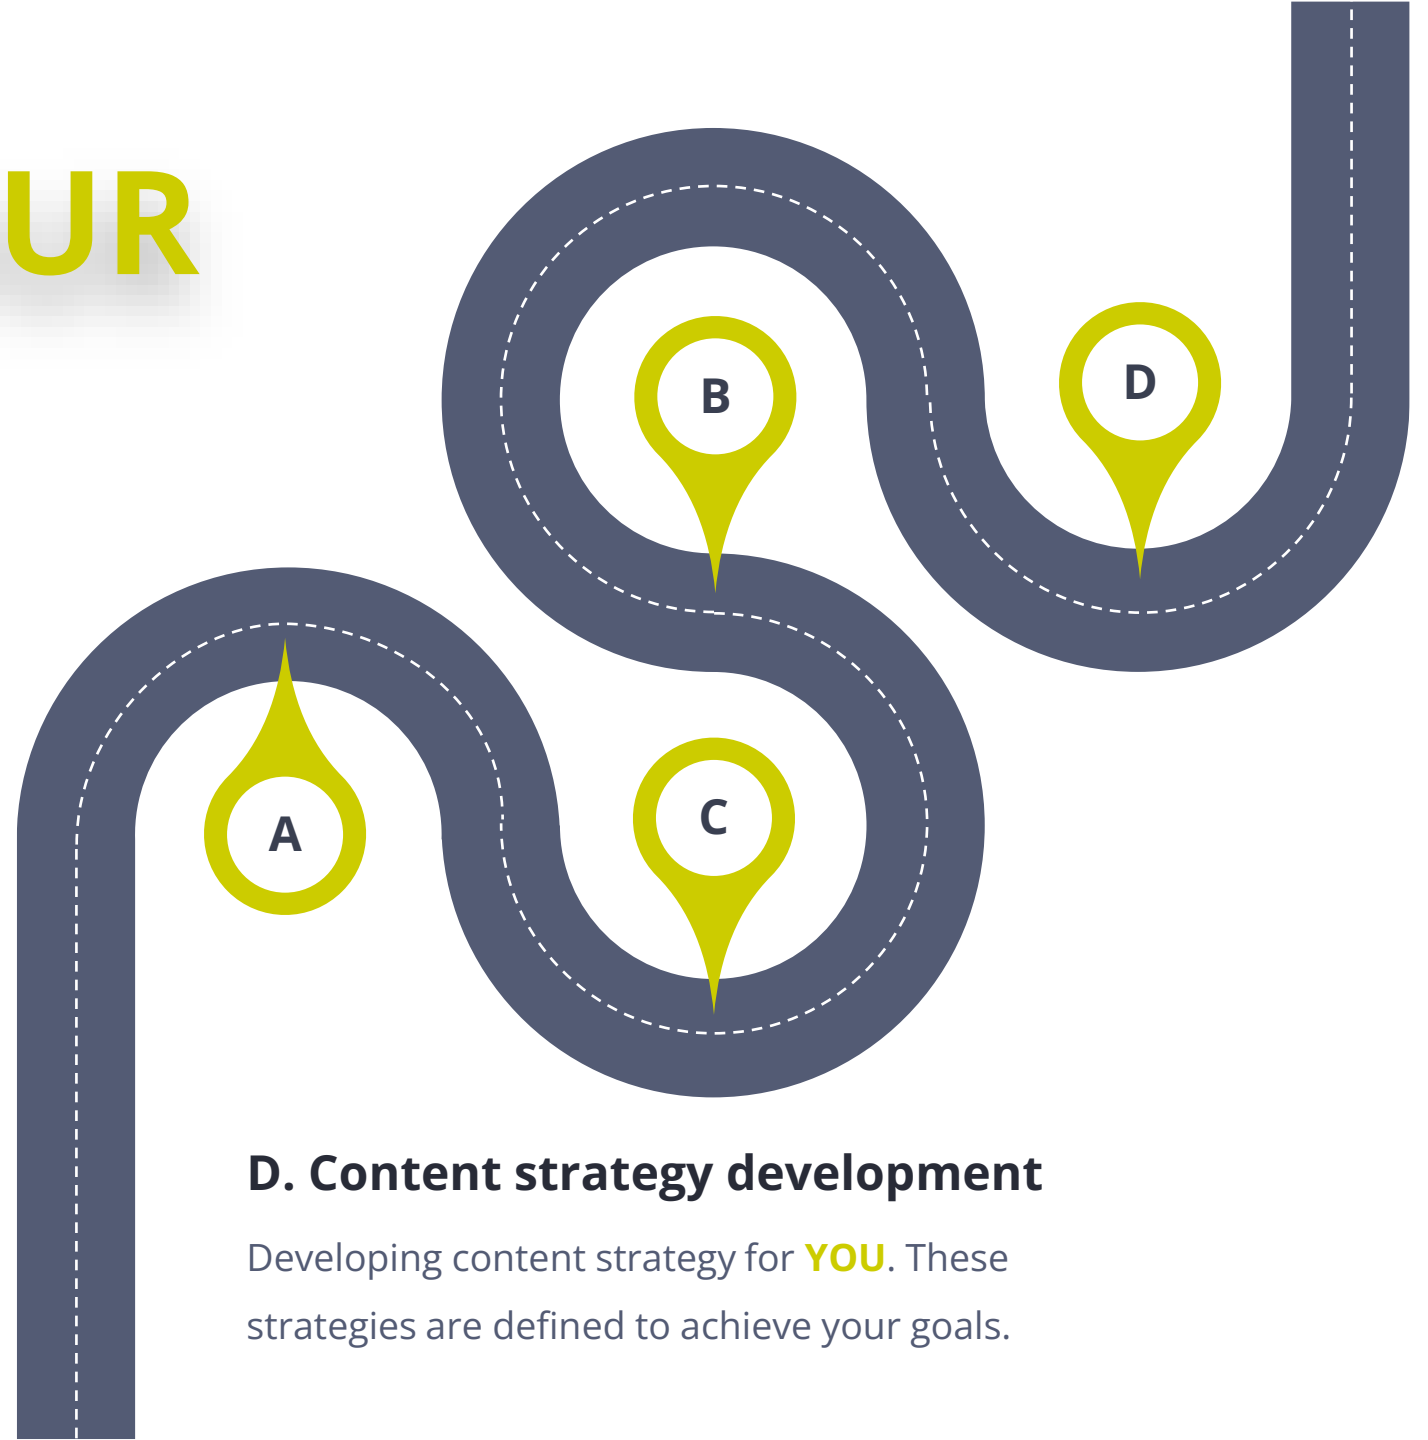 UR
B
D
A
C
D. Content strategy development
Developing content strategy for YOU. These
strategies are defined to achieve your goals.